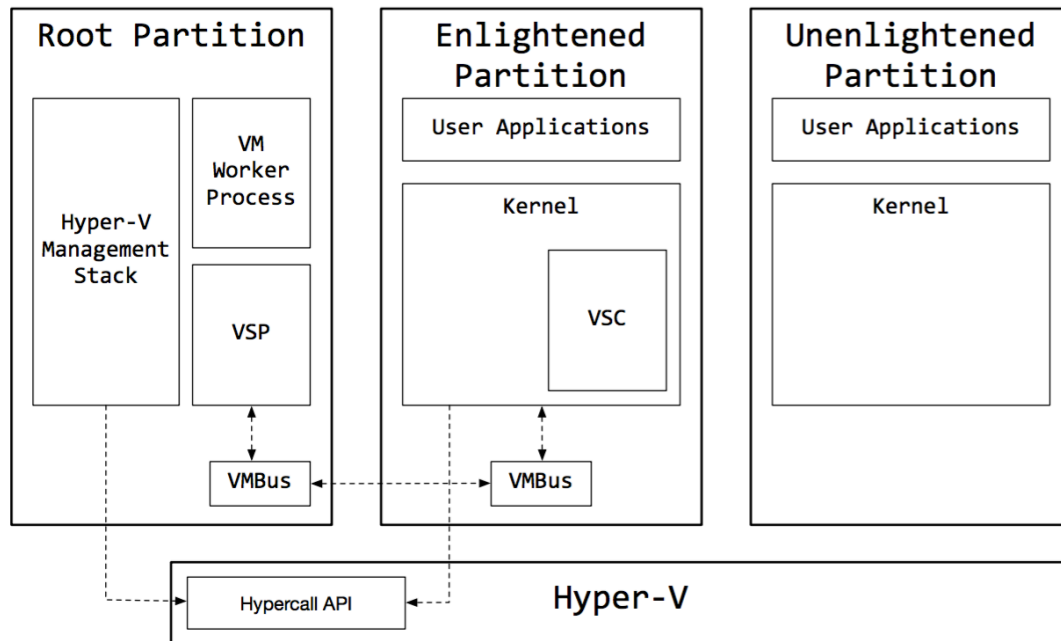 Root Partition
Hyper-V
Management
Stack
VM
Worker
Process
VSP
VMBus
Enlightened
Partition
User Applications
Kernel
VSC
VMBus
Unenlightened
Partition
User Applications
Kernel
Hypercall API
Hyper-V